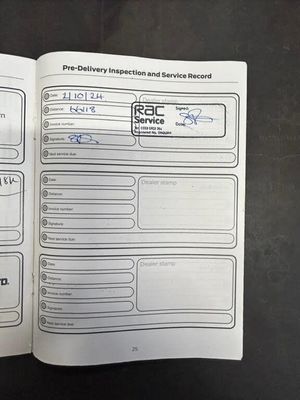 Pre-Delivery Inspection and Service Record
Date: 2/10/24
Dealer stamp
Distance:
Invoice number:
Signature:
Next service due:
RAC
Service
Signed:
Date:
Date:
Dealer stamp
Distance:
Invoice number:
Signature:
Next service due:
Date:
Dealer stamp
Distance:
Invoice number:
Signature:
Next service due:
25